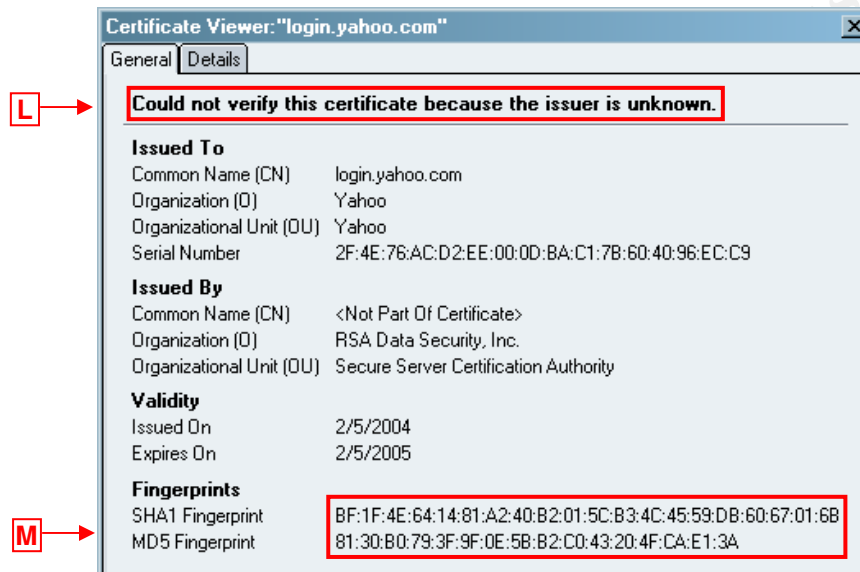 Certificate Viewer:"login.yahoo.com"
General Details
L
Could not verify this certificate because the issuer is unknown.
Issued To
Common Name (CN) login.yahoo.com
Organization (O) Yahoo
Organizational Unit (OU) Yahoo
Serial Number 2F:4E:76:AC:D2:EE:00:0D:BA:C1:7B:60:40:96:EC:C9
Issued By
Common Name (CN) <Not Part Of Certificate>
Organization (O) RSA Data Security, Inc.
Organizational Unit (OU) Secure Server Certification Authority
Validity
Issued On 2/5/2004
Expires On 2/5/2005
Fingerprints
SHA1 Fingerprint BF:1F:4E:64:14:81:A2:40:B2:01:5C:B3:4C:45:59:DB:60:67:01:6B
M
MD5 Fingerprint 81:30:B0:79:3F:9F:0E:5B:B2:C0:43:20:4F:CA:E1:3A